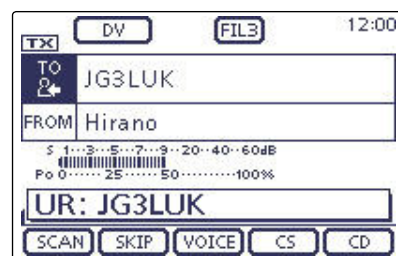 DV FIL3 12:00
TX
TO JG3LUK
FROM Hirano
S 1···3···5···7···9··20··40··60dB
Po 0······25······50··········100%
UR: JG3LUK
SCAN SKIP VOICE CS CD